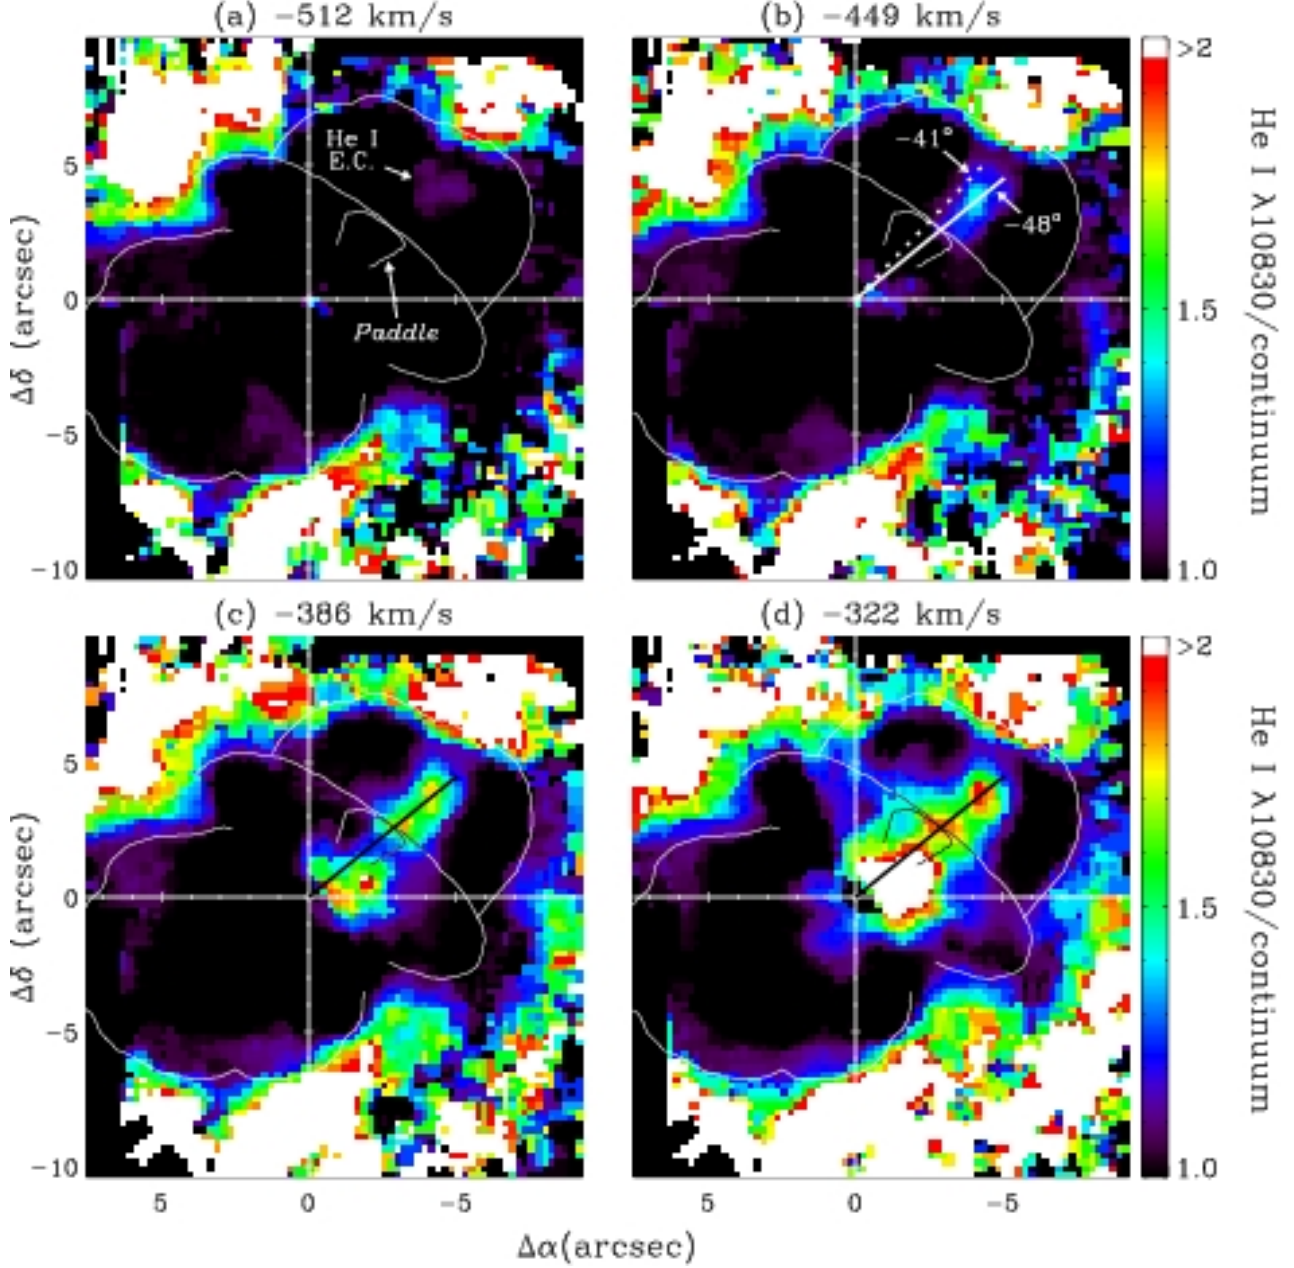 (a) −512 km/s
(b) −449 km/s
>2
1.5
1.0
He I λ10830/continuum
Δδ (arcsec)
5
0
−5
−10
He I
E.C.
Paddle
−41°
−48°
(c) −386 km/s
(d) −322 km/s
>2
1.5
1.0
He I λ10830/continuum
Δδ (arcsec)
5
0
−5
−10
5
0
−5
5
0
−5
Δα(arcsec)